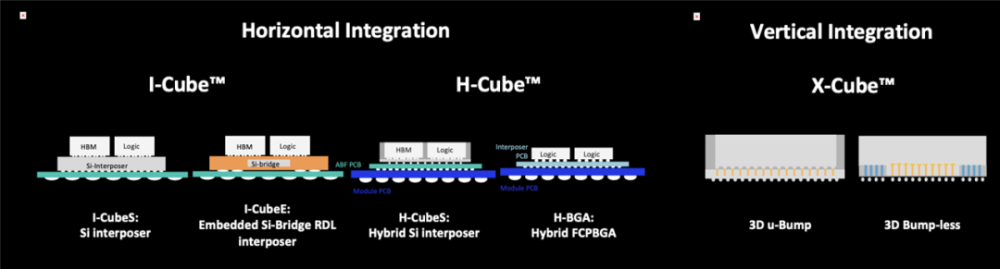 Horizontal Integration
Vertical Integration
I-Cube™
H-Cube™
X-Cube™
HBM
Logic
Si-Interposer
HBM
Logic
Si-bridge
ABF PCB
HBM
Logic
Module PCB
Interposer
PCB
Logic
Logic
Module PCB
I-CubeS:
Si interposer
I-CubeE:
Embedded Si-Bridge RDL
interposer
H-CubeS:
Hybrid Si interposer
H-BGA:
Hybrid FCPBGA
3D u-Bump
3D Bump-less